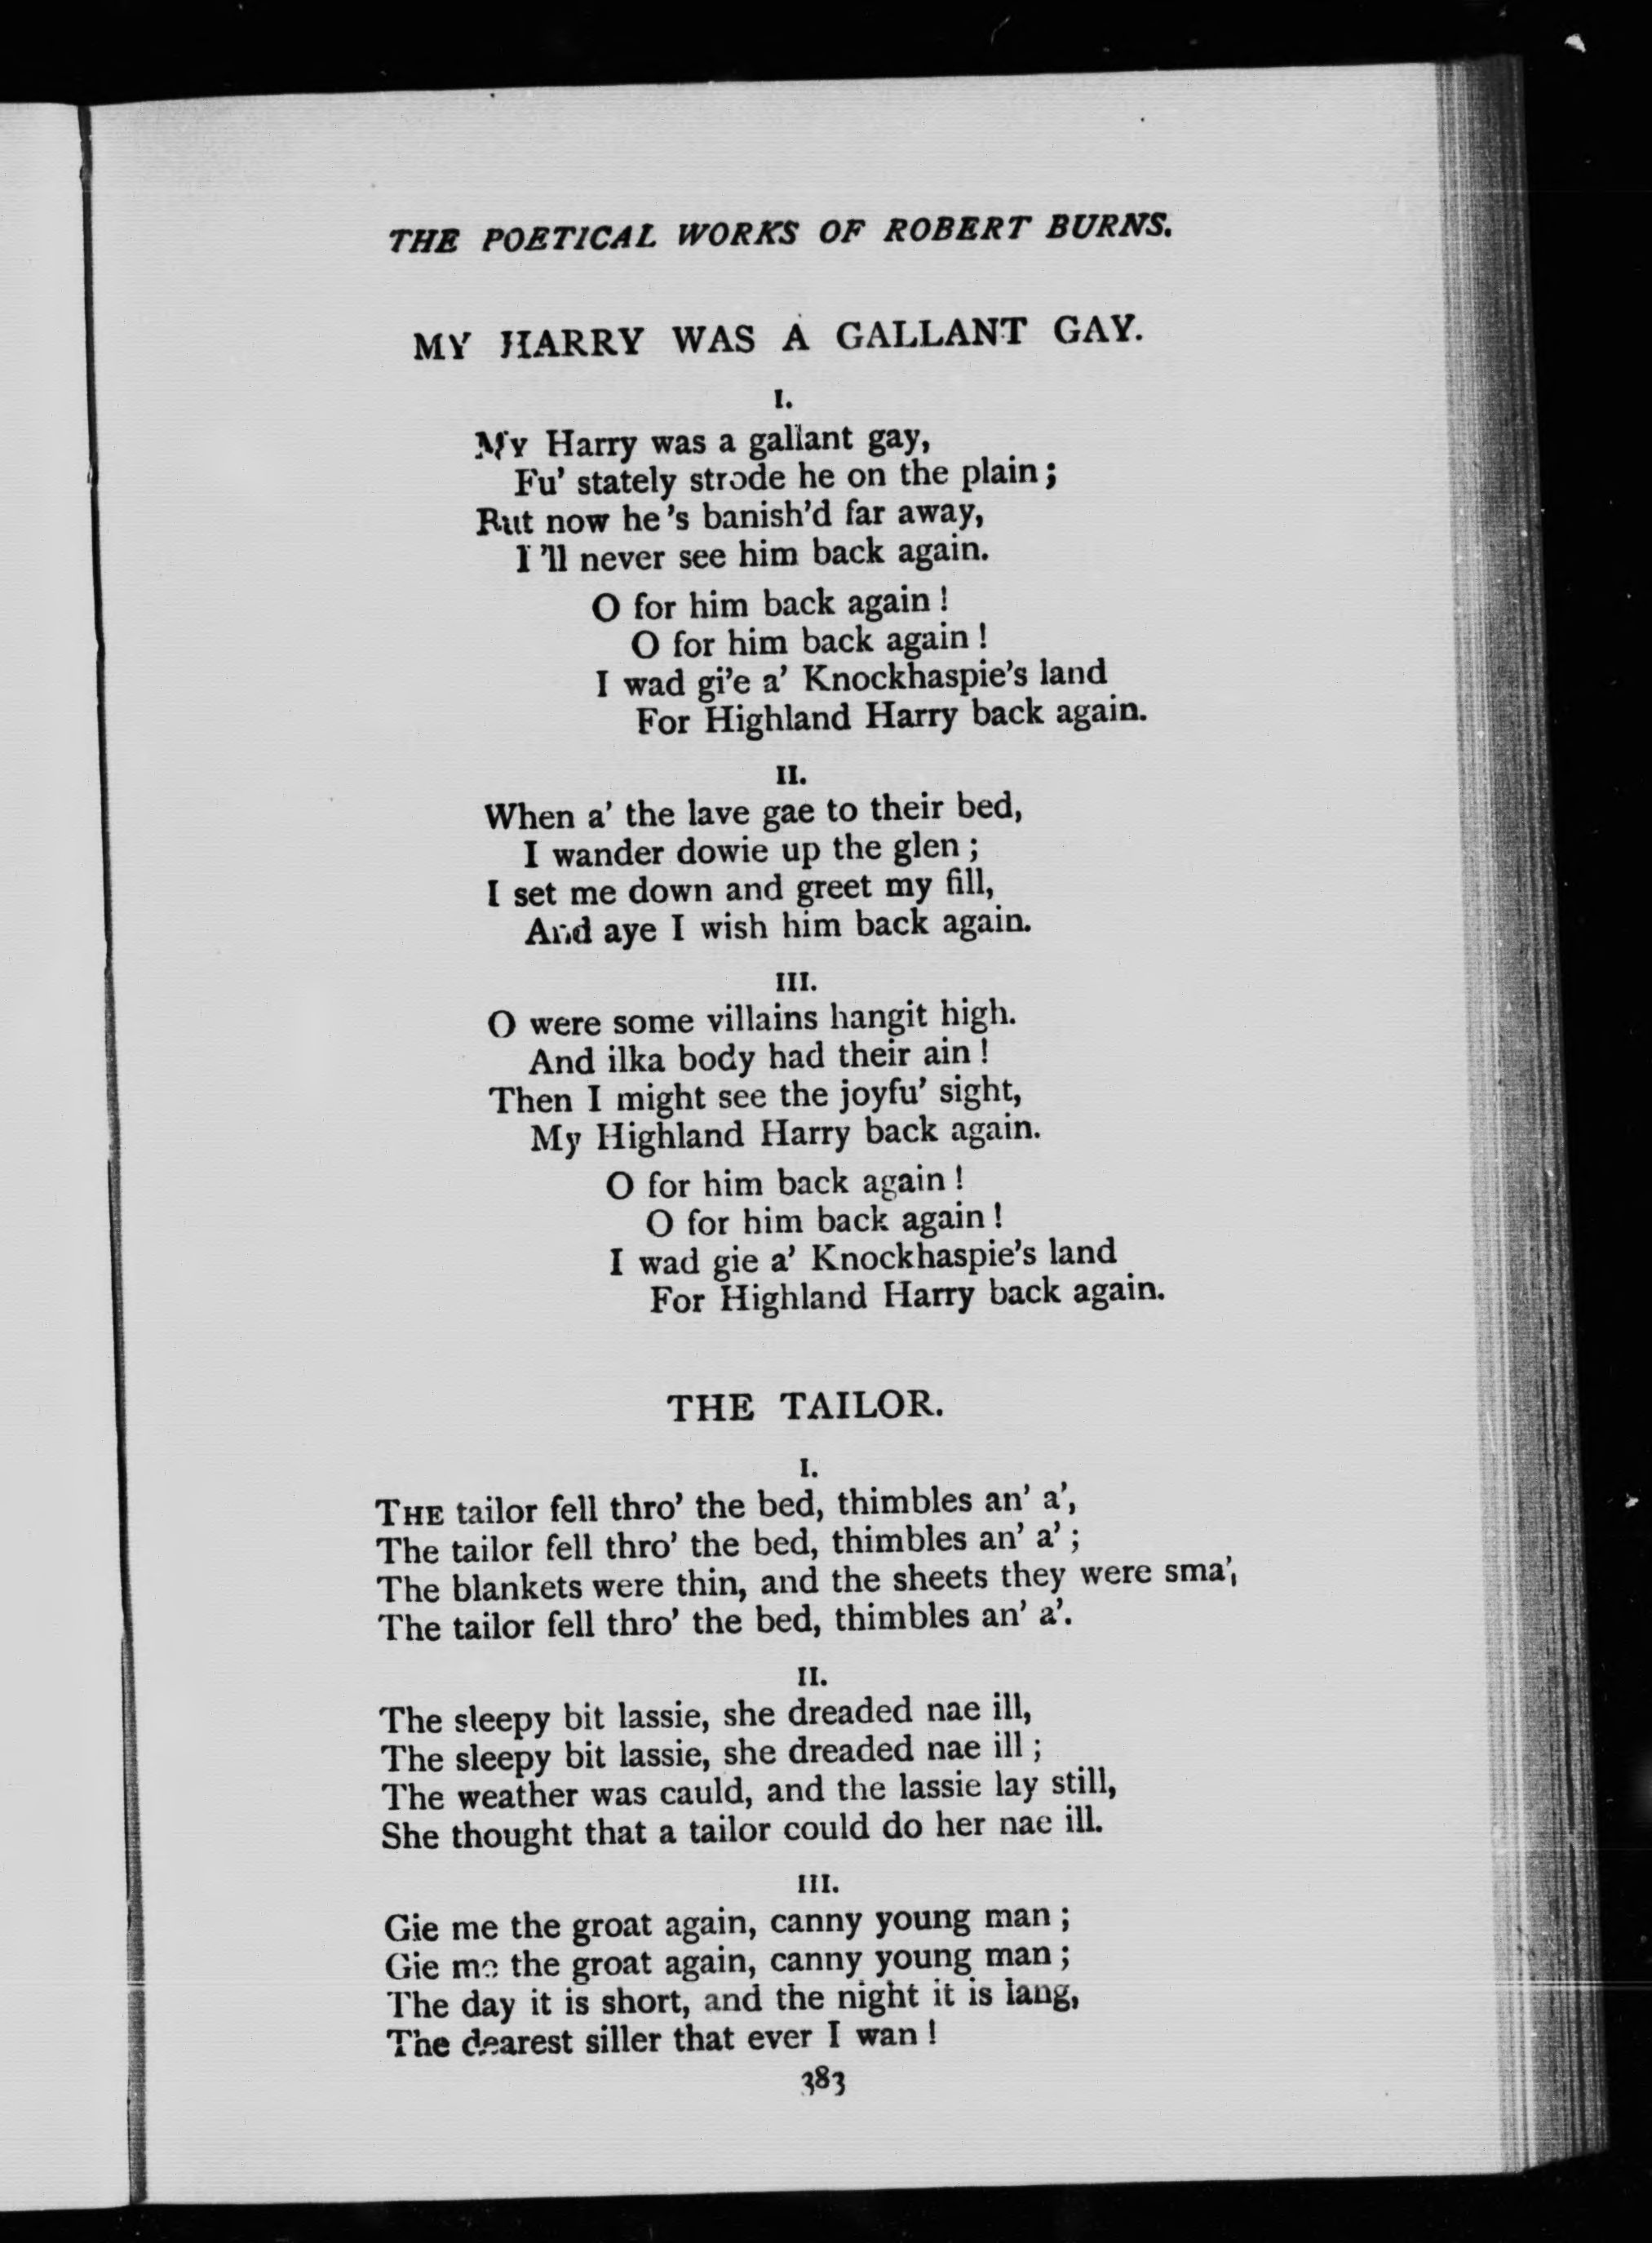 THE POETICAL WORKS OF ROBERT BURNS.
MY HARRY WAS A GALLANT GAY.
I.
MY Harry was a gallant gay,
Fu' stately strode he on the plain;
But now he's banish'd far away,
I'll never see him back again.
O for him back again!
O for him back again!
I wad gi'e a' Knockhaspie's land
For Highland Harry back again.
II.
When a' the lave gae to their bed,
I wander dowie up the glen;
I set me down and greet my fill,
And aye I wish him back again.
III.
O were some villains hangit high.
And ilka body had their ain!
Then I might see the joyfu' sight,
My Highland Harry back again.
O for him back again!
O for him back again!
I wad gie a' Knockhaspie's land
For Highland Harry back again.
THE TAILOR.
I.
THE tailor fell thro' the bed, thimbles an' a',
The tailor fell thro' the bed, thimbles an' a';
The blankets were thin, and the sheets they were sma',
The tailor fell thro' the bed, thimbles an' a'.
II.
The sleepy bit lassie, she dreaded nae ill,
The sleepy bit lassie, she dreaded nae ill;
The weather was cauld, and the lassie lay still,
She thought that a tailor could do her nae ill.
III.
Gie me the groat again, canny young man;
Gie me the groat again, canny young man;
The day it is short, and the night it is lang,
The dearest siller that ever I wan!
383